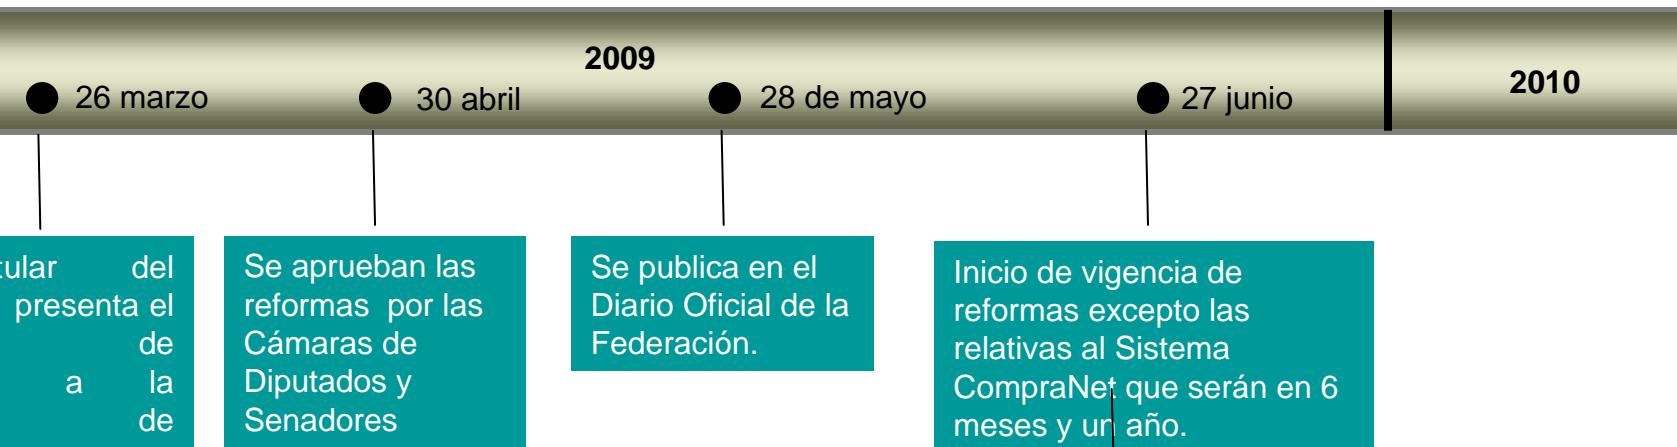 2009
2010
26 marzo
30 abril
28 de mayo
27 junio
del
presenta el
de
a la
de
Se aprueban las
reformas por las
Cámaras de
Diputados y
Senadores
Se publica en el
Diario Oficial de la
Federación.
Inicio de vigencia de
reformas excepto las
relativas al Sistema
CompraNet que serán en 6
meses y un año.